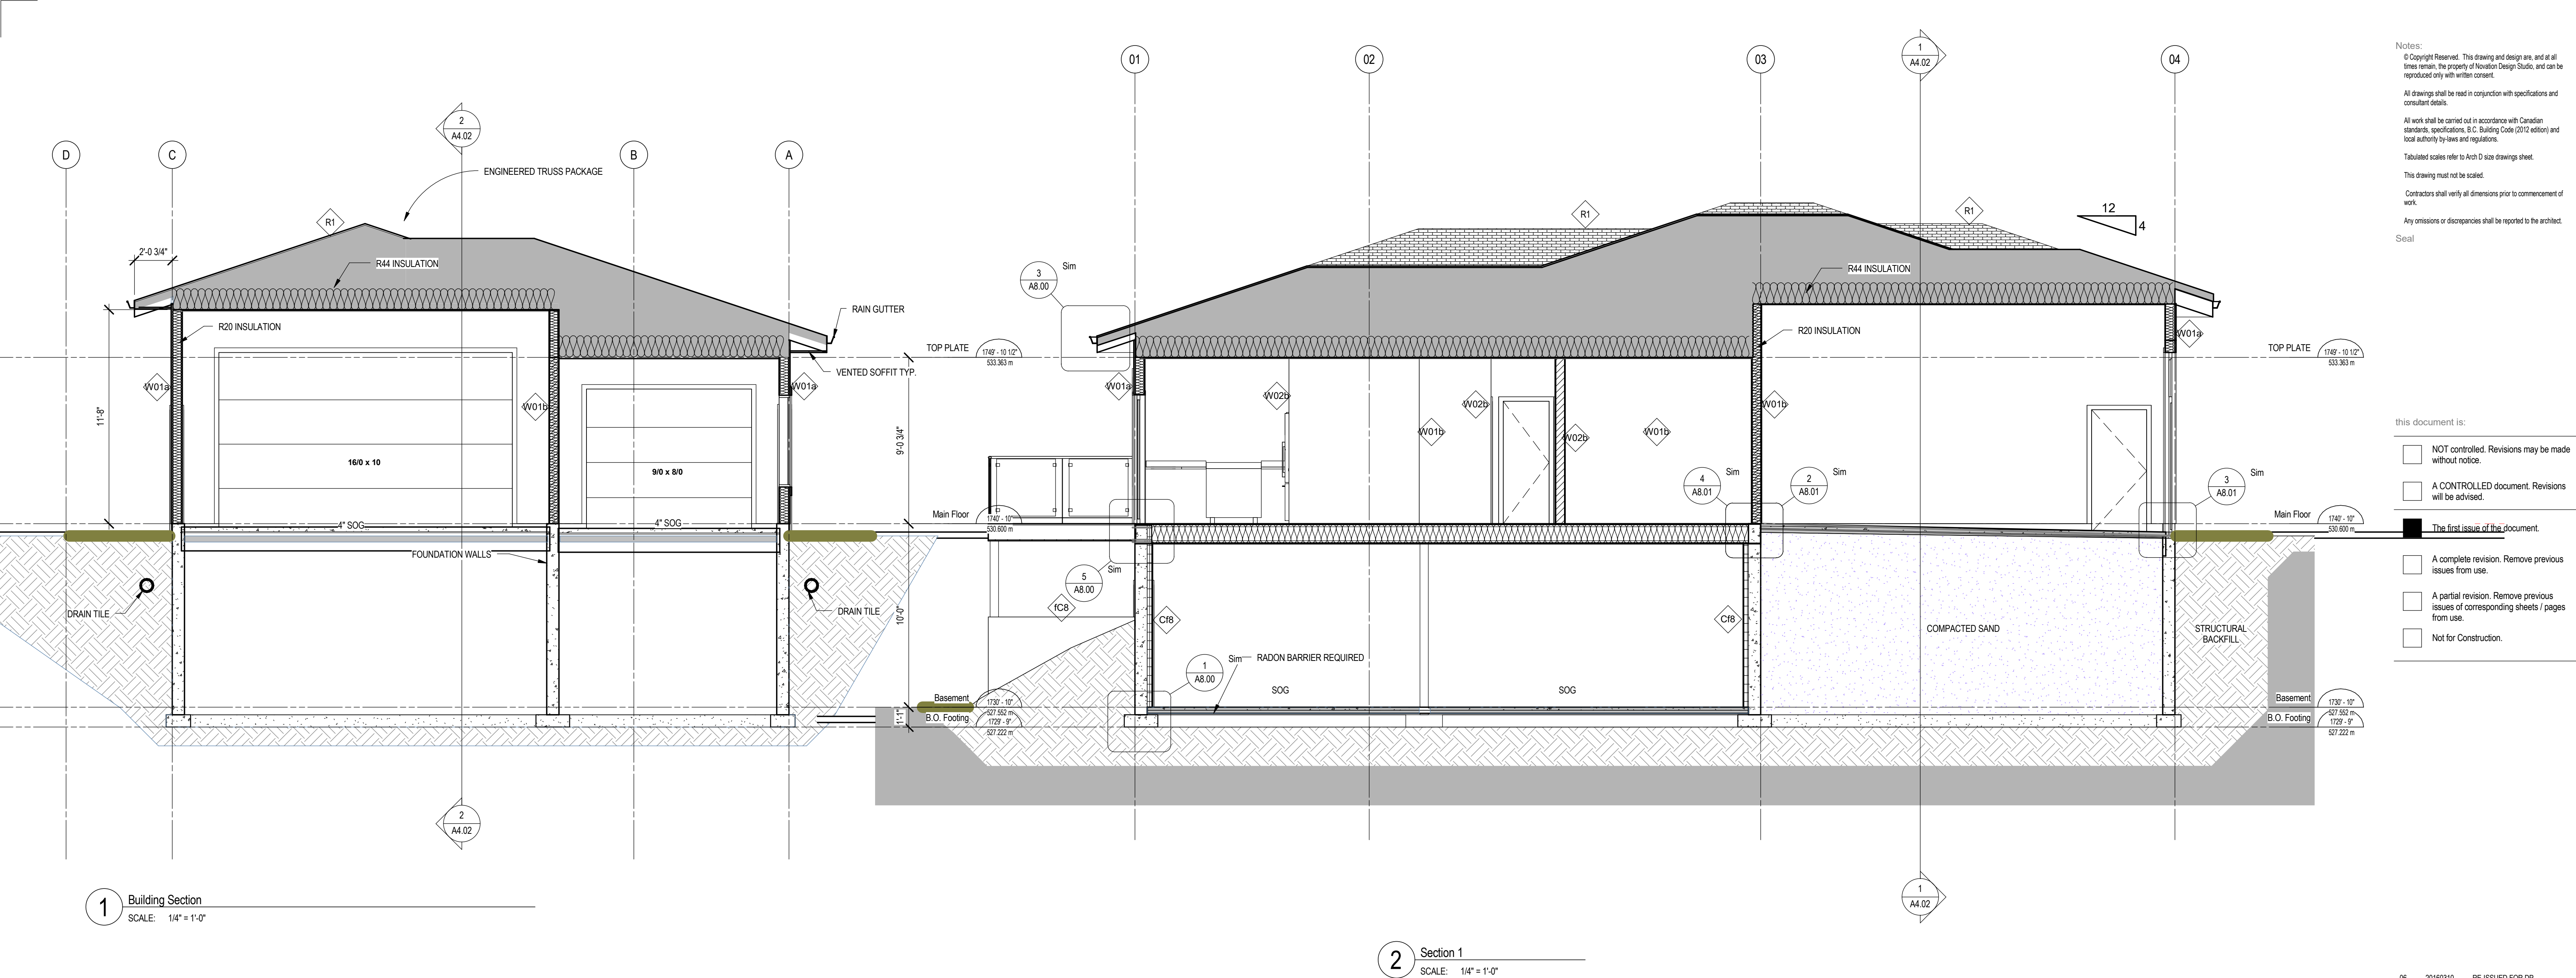 D
C
B
A
2
A4.02
ENGINEERED TRUSS PACKAGE
R1
2'-0 3/4"
R44 INSULATION
R20 INSULATION
RAIN GUTTER
VENTED SOFFIT TYP.
W01a
W01b
W01a
11'-8"
16/0 x 10
9/0 x 8/0
4" SOG
4" SOG
FOUNDATION WALLS
DRAIN TILE
DRAIN TILE
9'-0 3/4"
10'-0"
1'-1"
2
A4.02
1
Building Section
SCALE: 1/4" = 1'-0"
01
02
03
1
A4.02
04
R1
R1
12
4
3
A8.00
Sim
R44 INSULATION
R20 INSULATION
TOP PLATE
1749' - 10 1/2"
533.363 m
W01a
W02b
W01b
W02b
W02b
W01b
W01b
W01a
TOP PLATE
1749' - 10 1/2"
533.363 m
4
A8.01
Sim
2
A8.01
Sim
3
A8.01
Sim
Main Floor
1740' - 10"
530.600 m
Main Floor
1740' - 10"
530.600 m
5
A8.00
Sim
fC8
Cf8
Cf8
COMPACTED SAND
STRUCTURAL
BACKFILL
1
A8.00
Sim
RADON BARRIER REQUIRED
SOG
SOG
Basement
1730' - 10"
527.552 m
B.O. Footing
1729' - 9"
527.222 m
Basement
1730' - 10"
527.552 m
B.O. Footing
1729' - 9"
527.222 m
1
A4.02
2
Section 1
SCALE: 1/4" = 1'-0"
Notes:
© Copyright Reserved. This drawing and design are, and at all
times remain, the property of Novation Design Studio, and can be
reproduced only with written consent.
All drawings shall be read in conjunction with specifications and
consultant details.
All work shall be carried out in accordance with Canadian
standards, specifications, B.C. Building Code (2012 edition) and
local authority by-laws and regulations.
Tabulated scales refer to Arch D size drawings sheet.
This drawing must not be scaled.
Contractors shall verify all dimensions prior to commencement of
work.
Any omissions or discrepancies shall be reported to the architect.
Seal
this document is:
NOT controlled. Revisions may be made
without notice.
A CONTROLLED document. Revisions
will be advised.
The first issue of the document.
A complete revision. Remove previous
issues from use.
A partial revision. Remove previous
issues of corresponding sheets / pages
from use.
Not for Construction.
06 20160310 RE-ISSUED FOR DP